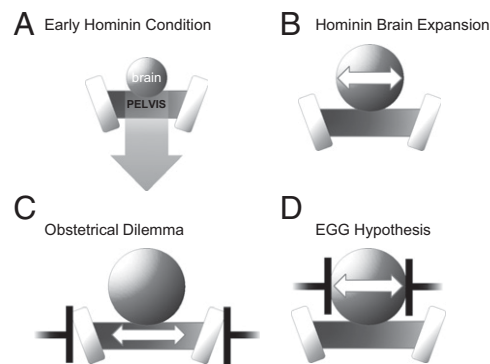 A Early Hominin Condition
brain
PELVIS
B Hominin Brain Expansion
C
Obstetrical Dilemma
D
EGG Hypothesis